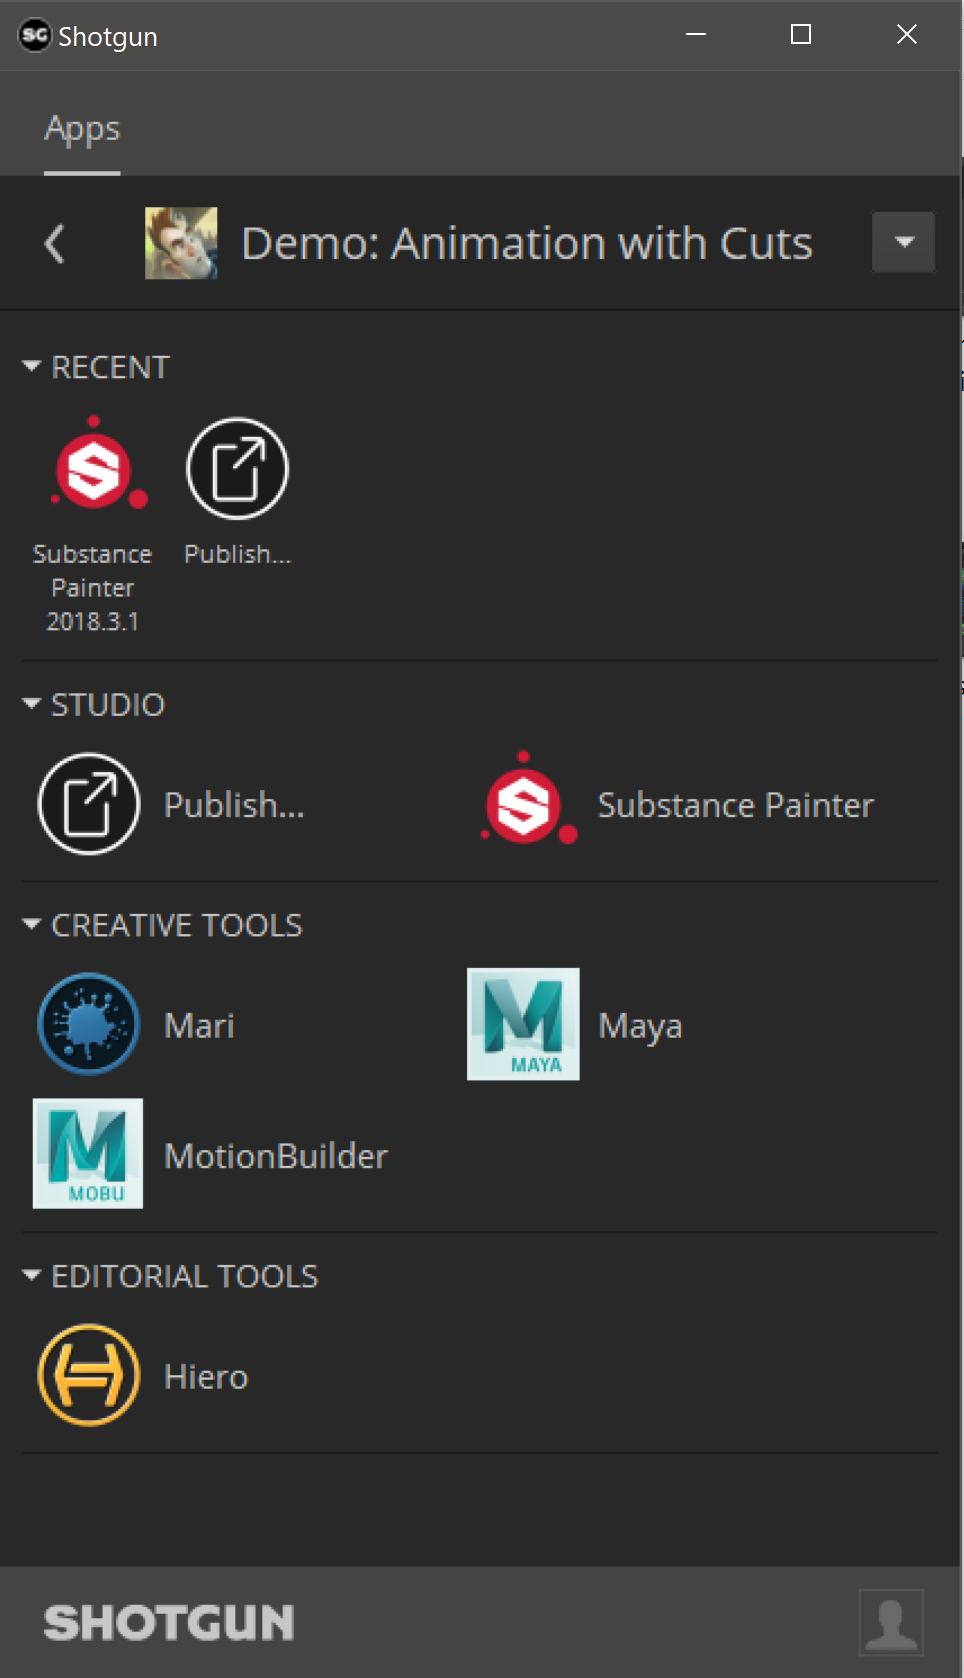 SG Shotgun
Apps
Demo: Animation with Cuts
RECENT
Substance
Painter
2018.3.1
Publish...
STUDIO
Publish...
Substance Painter
CREATIVE TOOLS
Mari
MAYA
Maya
MOBU
MotionBuilder
EDITORIAL TOOLS
Hiero
SHOTGUN